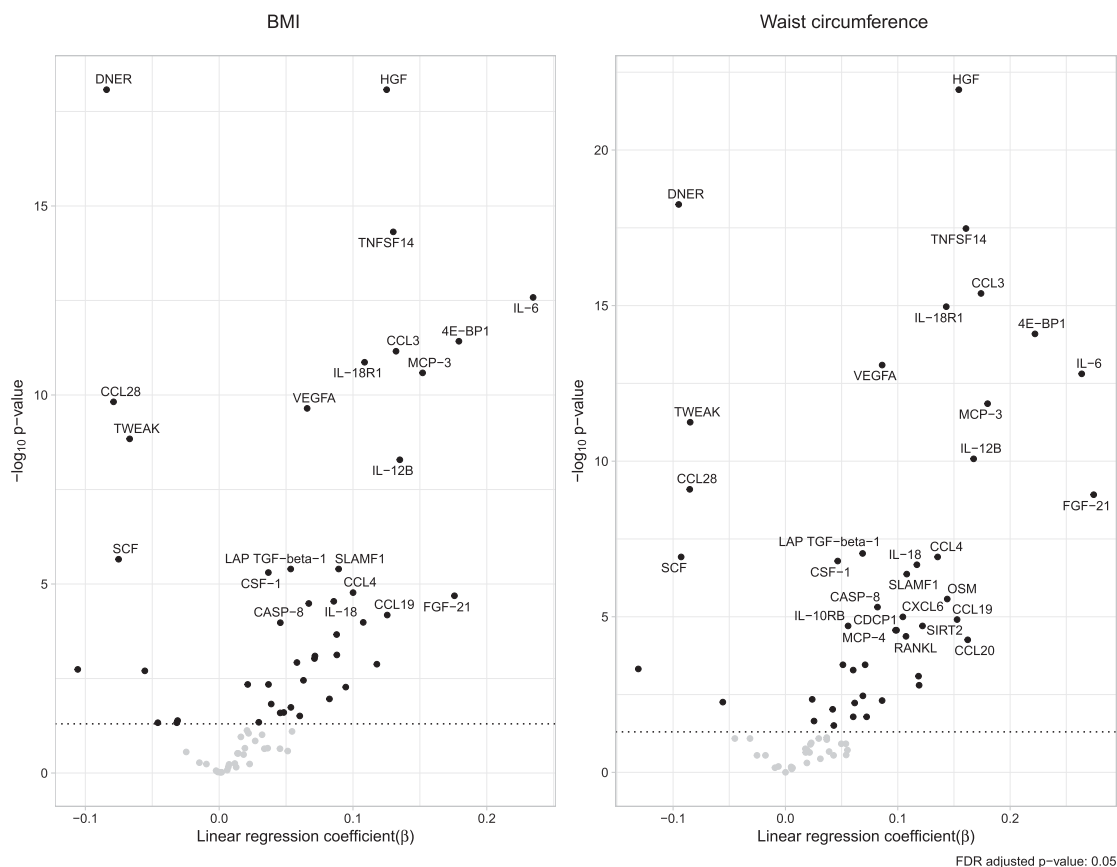 BMI
Waist circumference
DNER
HGF
TNFSF14
IL−6
4E−BP1
CCL3
MCP−3
IL−18R1
CCL28
VEGFA
TWEAK
IL−12B
SCF
LAP TGF−beta−1
SLAMF1
CSF−1
CCL4
CASP−8
IL−18
CCL19
FGF−21
15
10
5
0
−0.1
0.0
0.1
0.2
−log10 p−value
Linear regression coefficient(β)
HGF
DNER
TNFSF14
CCL3
IL−18R1
4E−BP1
VEGFA
IL−6
MCP−3
TWEAK
IL−12B
CCL28
FGF−21
LAP TGF−beta−1
CSF−1
IL−18
CCL4
SCF
SLAMF1
OSM
CASP−8
CXCL6
CCL19
IL−10RB
CDCP1
SIRT2
MCP−4
RANKL
CCL20
20
15
10
5
0
−0.1
0.0
0.1
0.2
−log10 p−value
Linear regression coefficient(β)
FDR adjusted p−value: 0.05